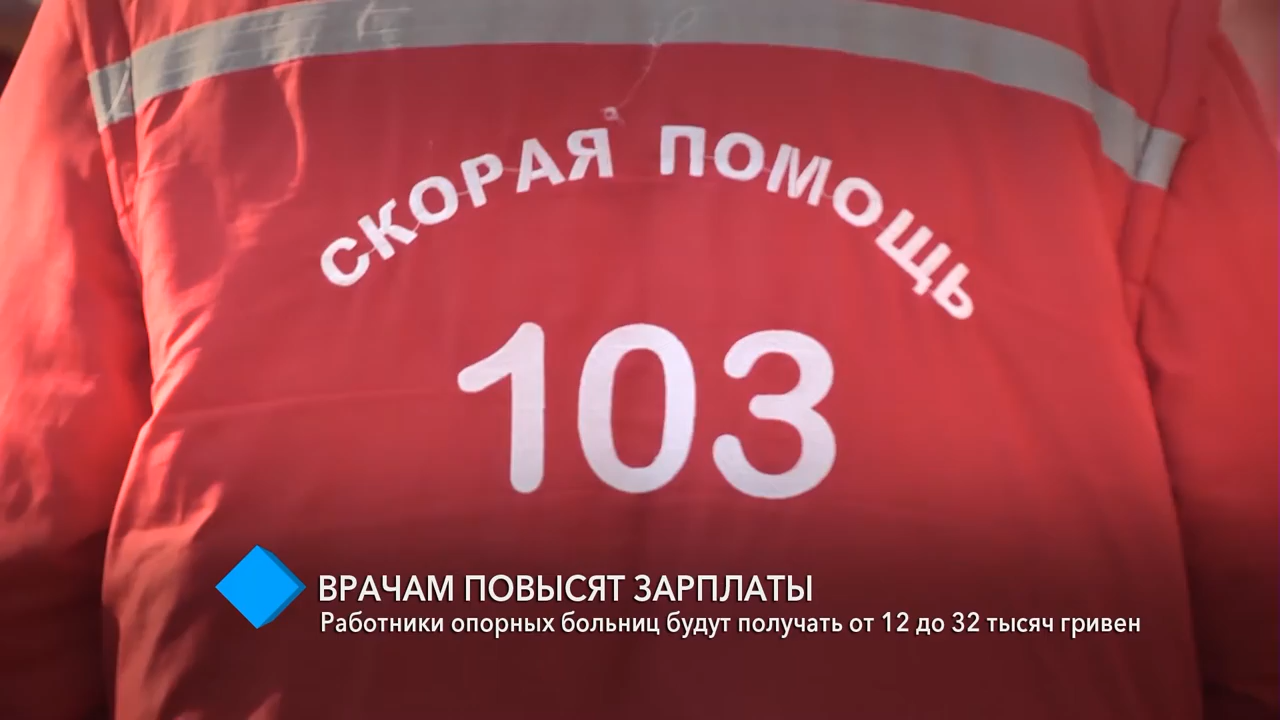 СКОРАЯ ПОМОЩЬ
103
ВРАЧАМ ПОВЫСЯТ ЗАРПЛАТЫ
Работники опорных больниц будут получать от 12 до 32 тысяч гривен